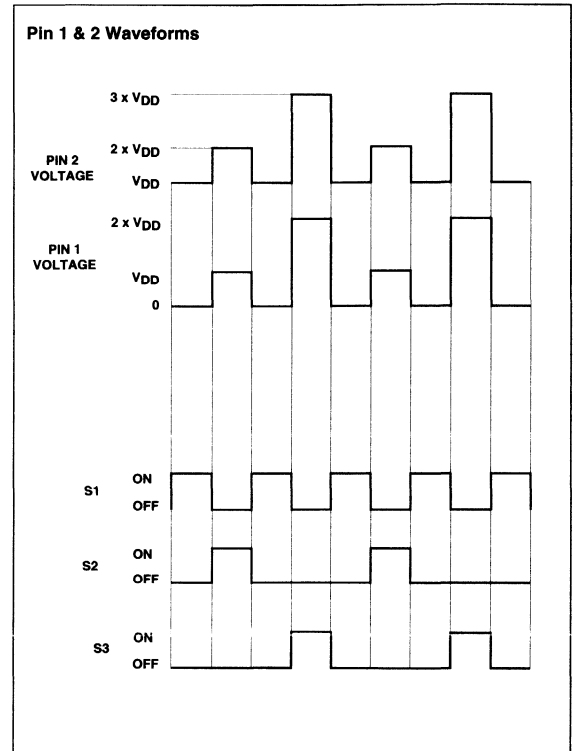 Pin 1 & 2 Waveforms
3 x VDD
2 x VDD
PIN 2
VOLTAGE
VDD
2 x VDD
PIN 1
VOLTAGE
VDD
0
ON
S1
OFF
ON
S2
OFF
ON
S3
OFF